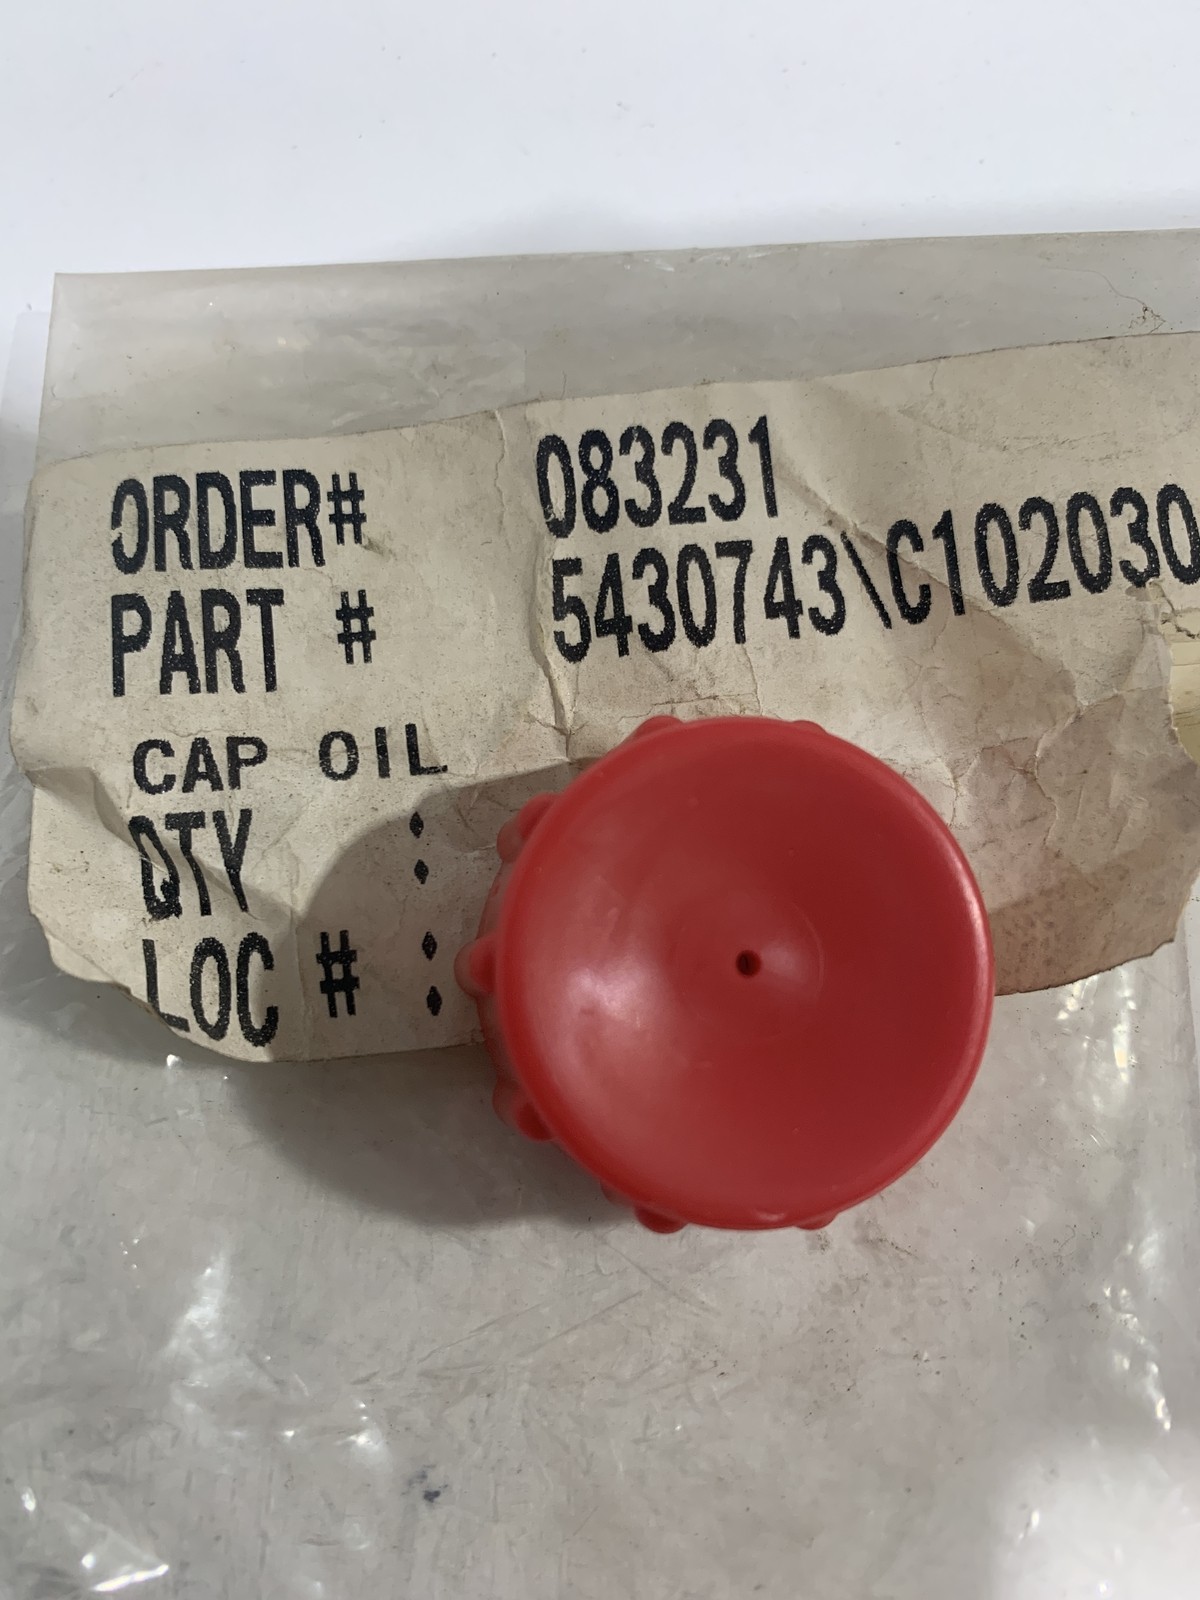 ORDER# 083231
PART # 5430743\C102030
CAP OIL
QTY :
LOC # :